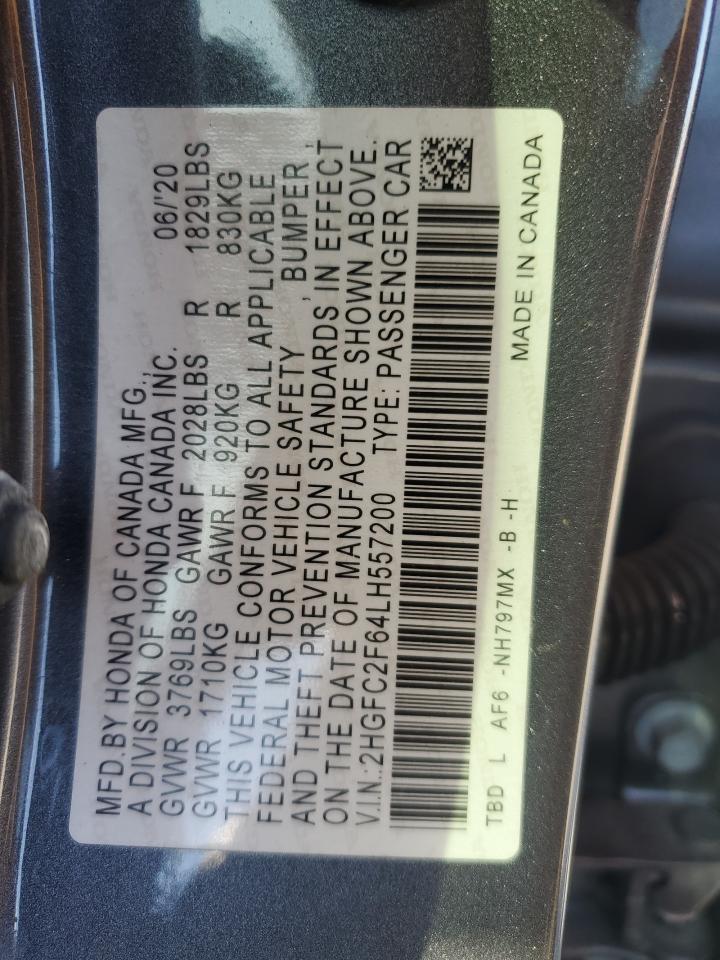 MFD.BY HONDA OF CANADA MFG., 06/'20
A DIVISION OF HONDA CANADA INC.
GVWR 3769LBS GAWR F 2028LBS R 1829LBS
GVWR 1710KG GAWR F 920KG R 830KG
THIS VEHICLE CONFORMS TO ALL APPLICABLE
FEDERAL MOTOR VEHICLE SAFETY , BUMPER ,
AND THEFT PREVENTION STANDARDS, IN EFFECT
ON THE DATE OF MANUFACTURE SHOWN ABOVE.
V.I.N.:2HGFC2F64LH557200 TYPE: PASSENGER CAR
TBD L AF6 -NH797MX -B -H
MADE IN CANADA